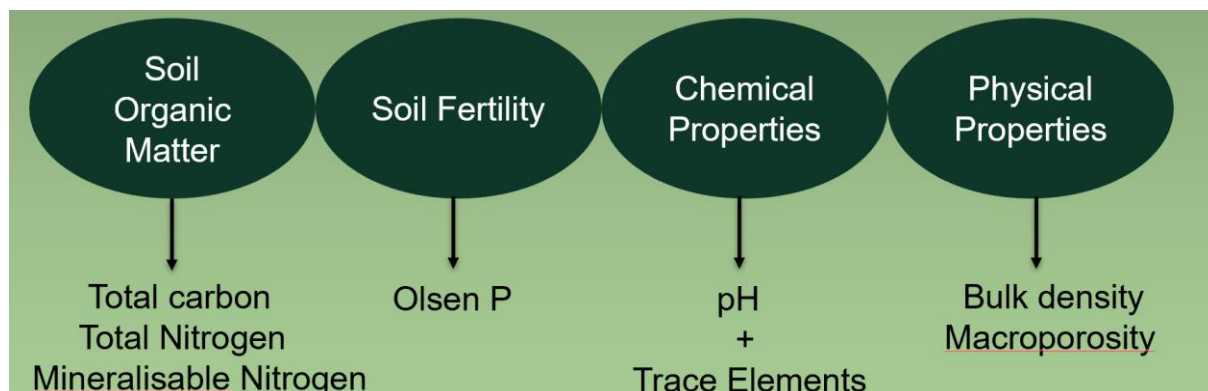 Soil
Organic
Matter
Soil Fertility
Chemical
Properties
Physical
Properties
Total carbon
Total Nitrogen
Mineralisable Nitrogen
Olsen P
pH
+
Trace Elements
Bulk density
Macroporosity